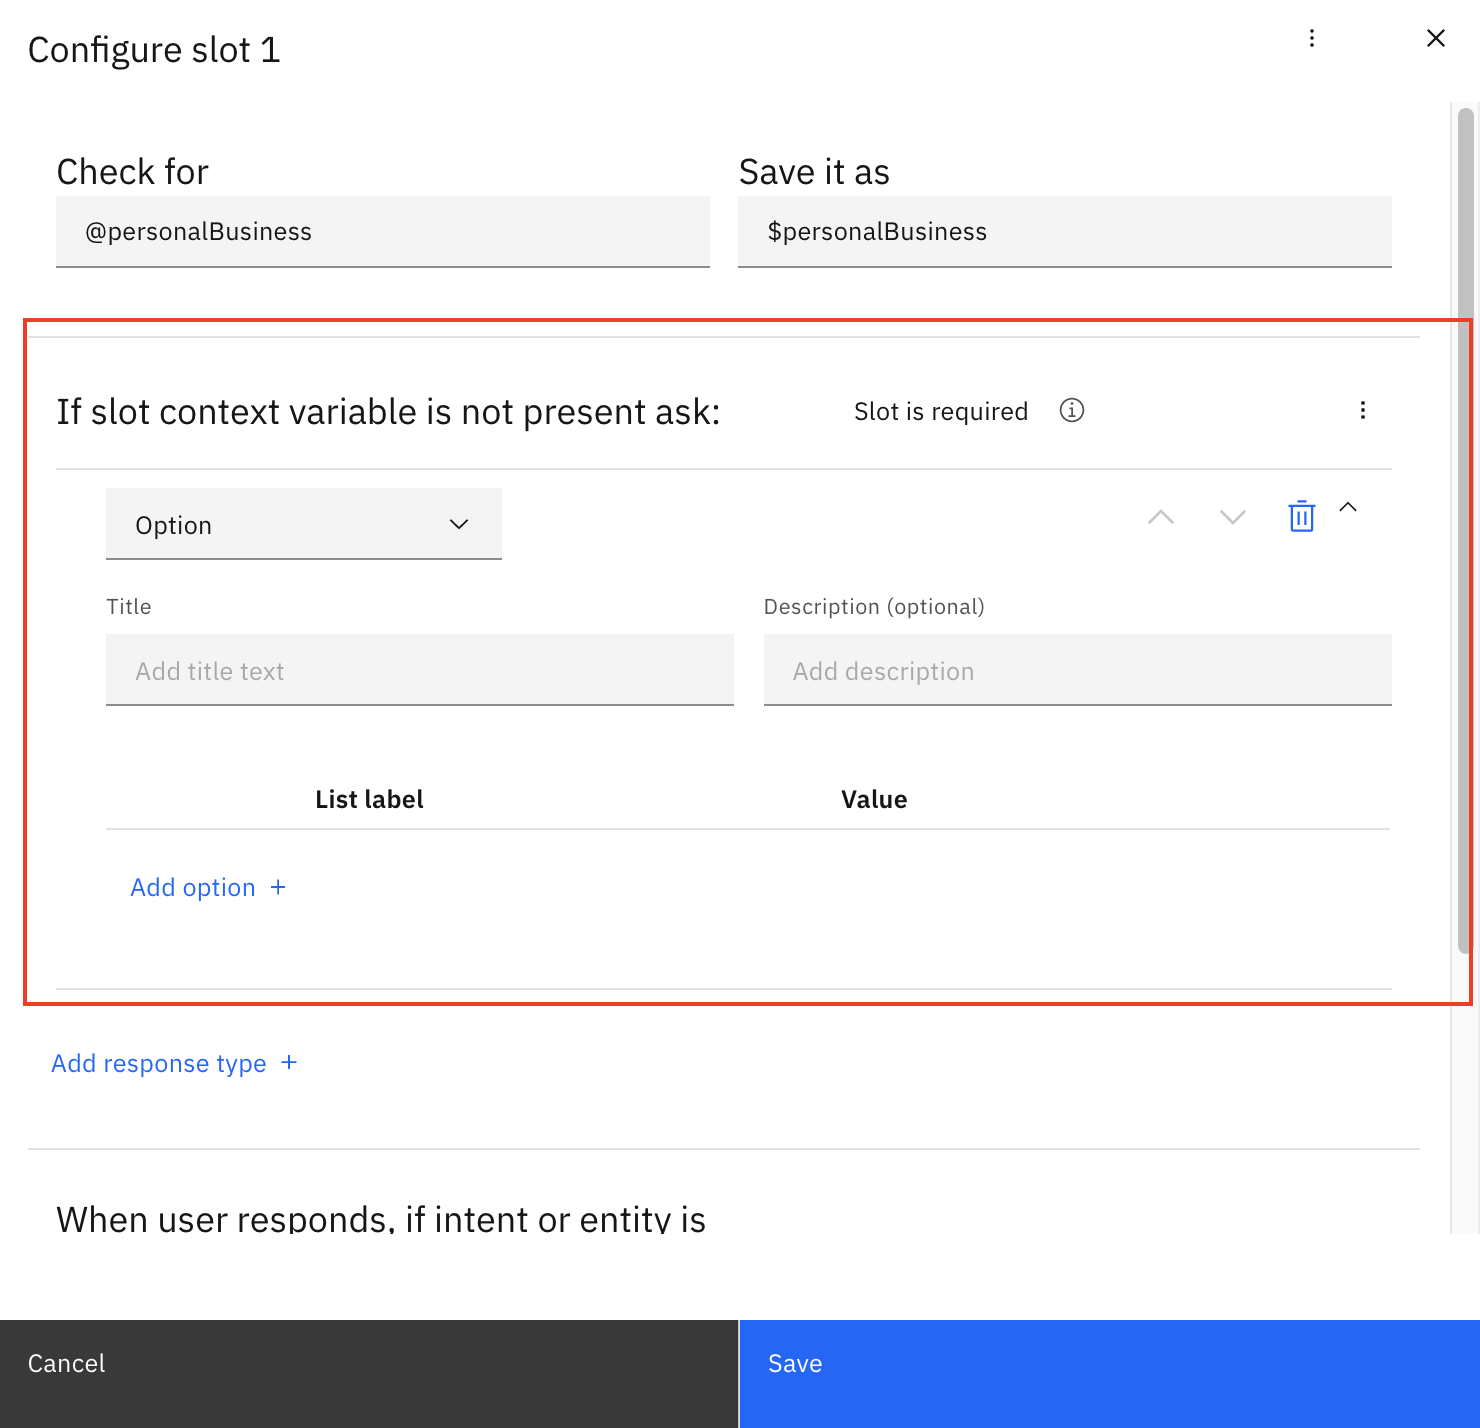 Configure slot 1
Check for
Save it as
@personalBusiness
$personalBusiness
If slot context variable is not present ask:
Slot is required
Option
Title
Description (optional)
Add title text
Add description
List label
Value
Add option +
Add response type +
When user responds, if intent or entity is
Cancel
Save